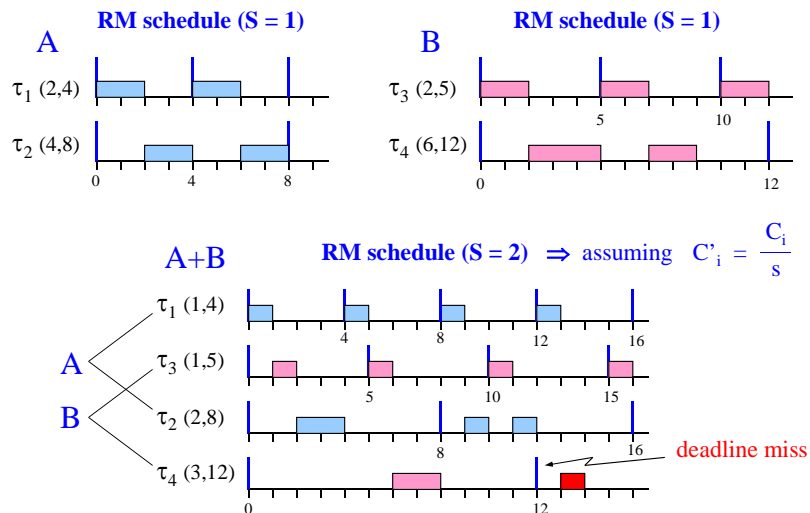 RM schedule (S = 1)
A
τ1 (2,4)
τ2 (4,8)
0 4 8
RM schedule (S = 1)
B
τ3 (2,5)
5 10
τ4 (6,12)
0 12
A+B
RM schedule (S = 2) ⇒ assuming C'i = Ci / s
τ1 (1,4)
4 8 12 16
A
τ3 (1,5)
5 10 15
B
τ2 (2,8)
8 16
deadline miss
τ4 (3,12)
0 12